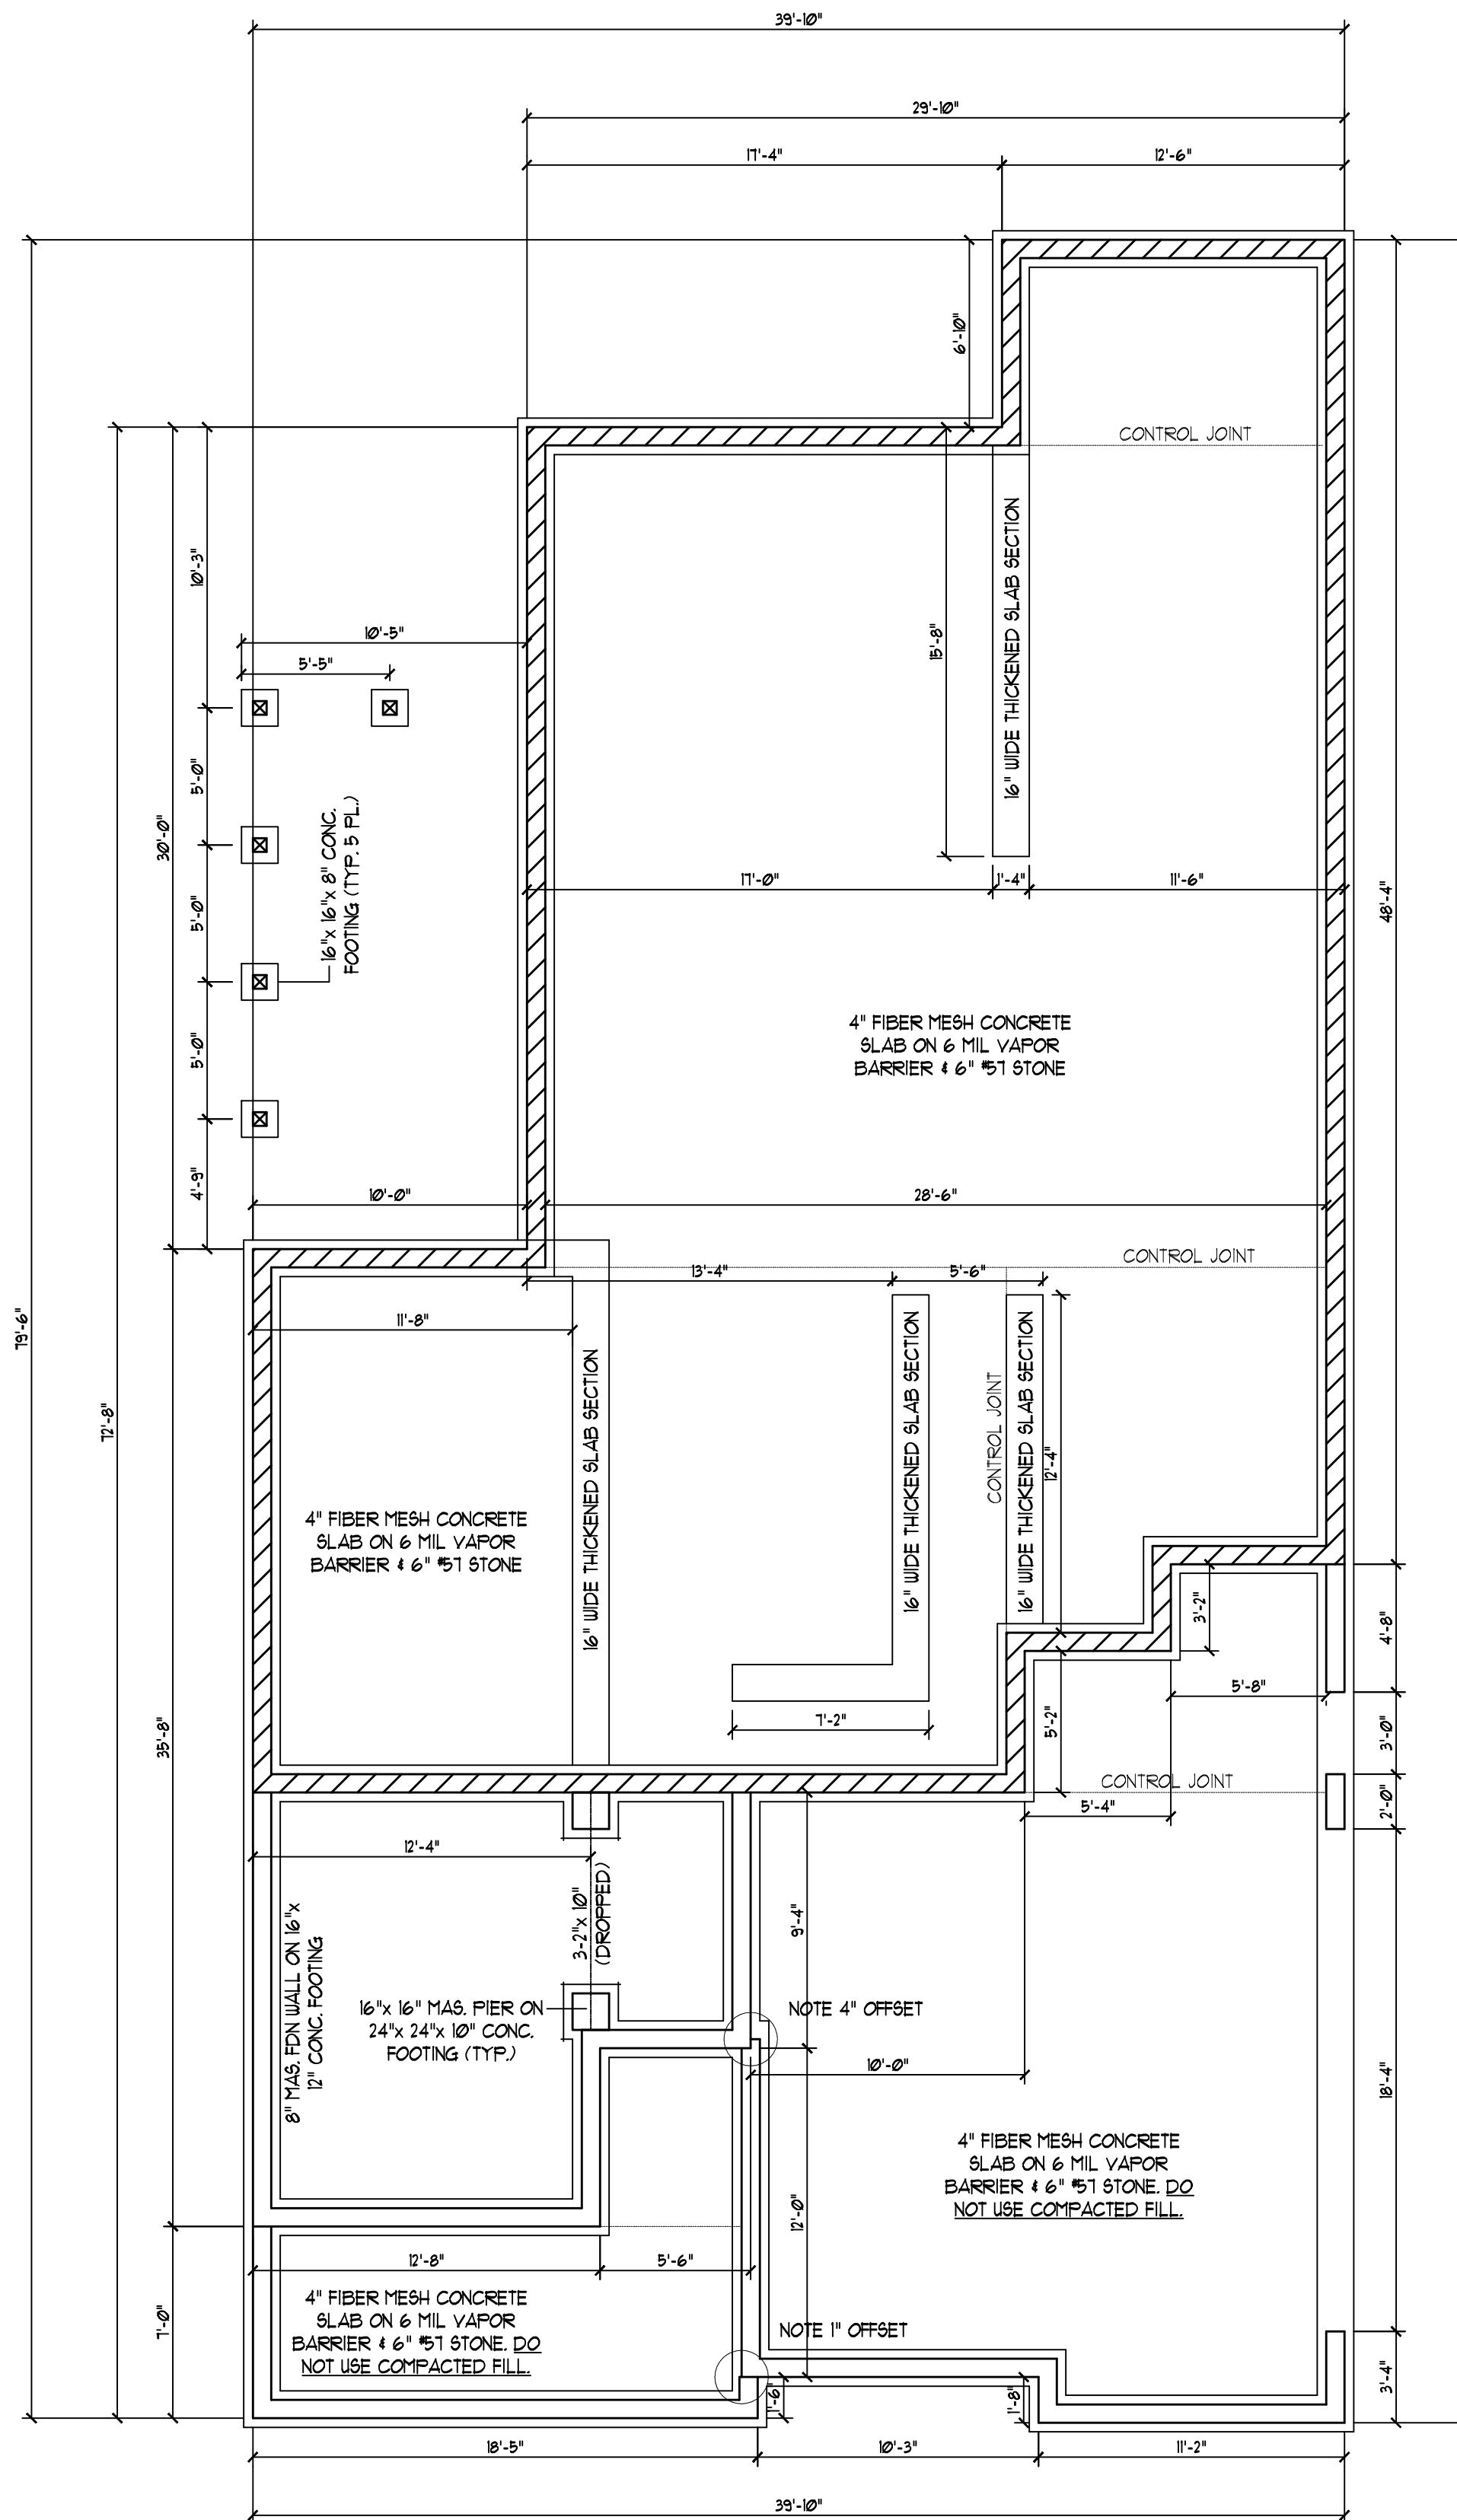 39'-10"
29'-10"
17'-4"
12'-6"
6'-10"
CONTROL JOINT
10'-3"
16" WIDE THICKENED SLAB SECTION
15'-8"
10'-5"
5'-5"
5'-0"
16"x 16"x 8" CONC.
FOOTING (TYP. 5 PL.)
30'-0"
17'-0"
1'-4"
11'-6"
48'-4"
5'-0"
4" FIBER MESH CONCRETE
SLAB ON 6 MIL VAPOR
BARRIER & 6" #57 STONE
5'-0"
4'-9"
10'-0"
28'-6"
CONTROL JOINT
13'-4"
5'-6"
79'-6"
11'-8"
72'-8"
16" WIDE THICKENED SLAB SECTION
16" WIDE THICKENED SLAB SECTION
CONTROL JOINT
16" WIDE THICKENED SLAB SECTION
12'-4"
4" FIBER MESH CONCRETE
SLAB ON 6 MIL VAPOR
BARRIER & 6" #57 STONE
3'-2"
4'-8"
5'-8"
35'-8"
7'-2"
5'-2"
3'-0"
CONTROL JOINT
5'-4"
2'-0"
12'-4"
3-2"x 10"
(DROPPED)
9'-4"
8" MAS. FDN WALL ON 16"x
12" CONC. FOOTING
16"x 16" MAS. PIER ON
24"x 24"x 10" CONC.
FOOTING (TYP.)
NOTE 4" OFFSET
10'-0"
18'-4"
4" FIBER MESH CONCRETE
SLAB ON 6 MIL VAPOR
BARRIER & 6" #57 STONE. DO
NOT USE COMPACTED FILL.
12'-0"
12'-8"
5'-6"
4" FIBER MESH CONCRETE
SLAB ON 6 MIL VAPOR
BARRIER & 6" #57 STONE. DO
NOT USE COMPACTED FILL.
7'-0"
NOTE 1" OFFSET
1'-6"
1'-8"
3'-4"
18'-5"
10'-3"
11'-2"
39'-10"